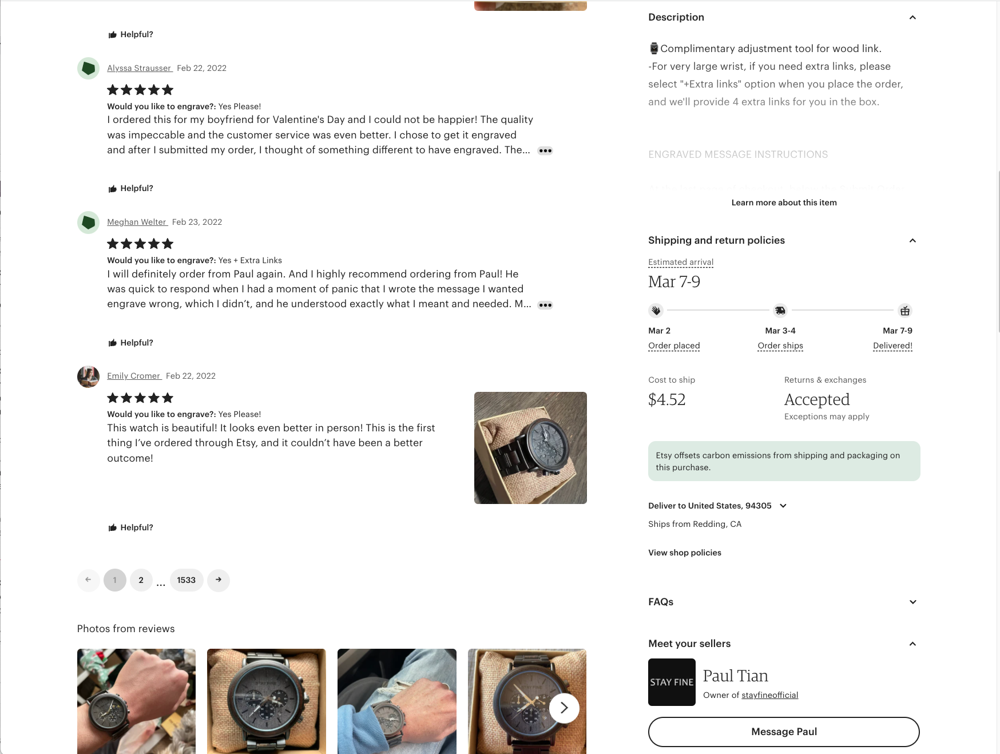 Helpful?
Alyssa Strausser Feb 22, 2022
Would you like to engrave?: Yes Please!
I ordered this for my boyfriend for Valentine's Day and I could not be happier! The quality
was impeccable and the customer service was even better. I chose to get it engraved
and after I submitted my order, I thought of something different to have engraved. The...
Helpful?
Meghan Welter Feb 23, 2022
Would you like to engrave?: Yes + Extra Links
I will definitely order from Paul again. And I highly recommend ordering from Paul! He
was quick to respond when I had a moment of panic that I wrote the message I wanted
engrave wrong, which I didn’t, and he understood exactly what I meant and needed. M...
Helpful?
Emily Cromer Feb 22, 2022
Would you like to engrave?: Yes Please!
This watch is beautiful! It looks even better in person! This is the first
thing I’ve ordered through Etsy, and it couldn’t have been a better
outcome!
Helpful?
1 2 ... 1533
Photos from reviews
STAY FINE
STAY FINE
Description
Complimentary adjustment tool for wood link.
-For very large wrist, if you need extra links, please
select "+Extra links" option when you place the order,
and we'll provide 4 extra links for you in the box.
ENGRAVED MESSAGE INSTRUCTIONS
At the last page of checkout, below the Submit Order
Learn more about this item
Shipping and return policies
Estimated arrival
Mar 7-9
Mar 2 Mar 3-4 Mar 7-9
Order placed Order ships Delivered!
Cost to ship Returns & exchanges
$4.52 Accepted
Exceptions may apply
Etsy offsets carbon emissions from shipping and packaging on
this purchase.
Deliver to United States, 94305
Ships from Redding, CA
View shop policies
FAQs
Meet your sellers
STAY FINE
Paul Tian
Owner of stayfineofficial
Message Paul